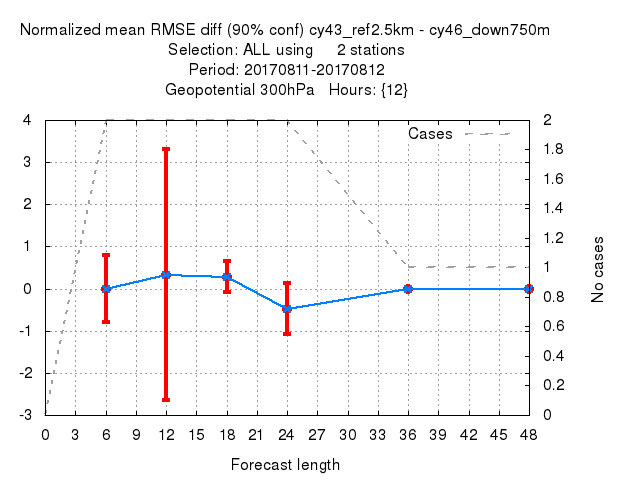 Normalized mean RMSE diff (90% conf) cy43_ref2.5km - cy46_down750m
Selection: ALL using 2 stations
Period: 20170811-20170812
Geopotential 300hPa Hours: {12}
Cases
4
3
2
1
0
-1
-2
-3
2
1.8
1.6
1.4
1.2
1
0.8
0.6
0.4
0.2
0
No cases
0 3 6 9 12 15 18 21 24 27 30 33 36 39 42 45 48
Forecast length